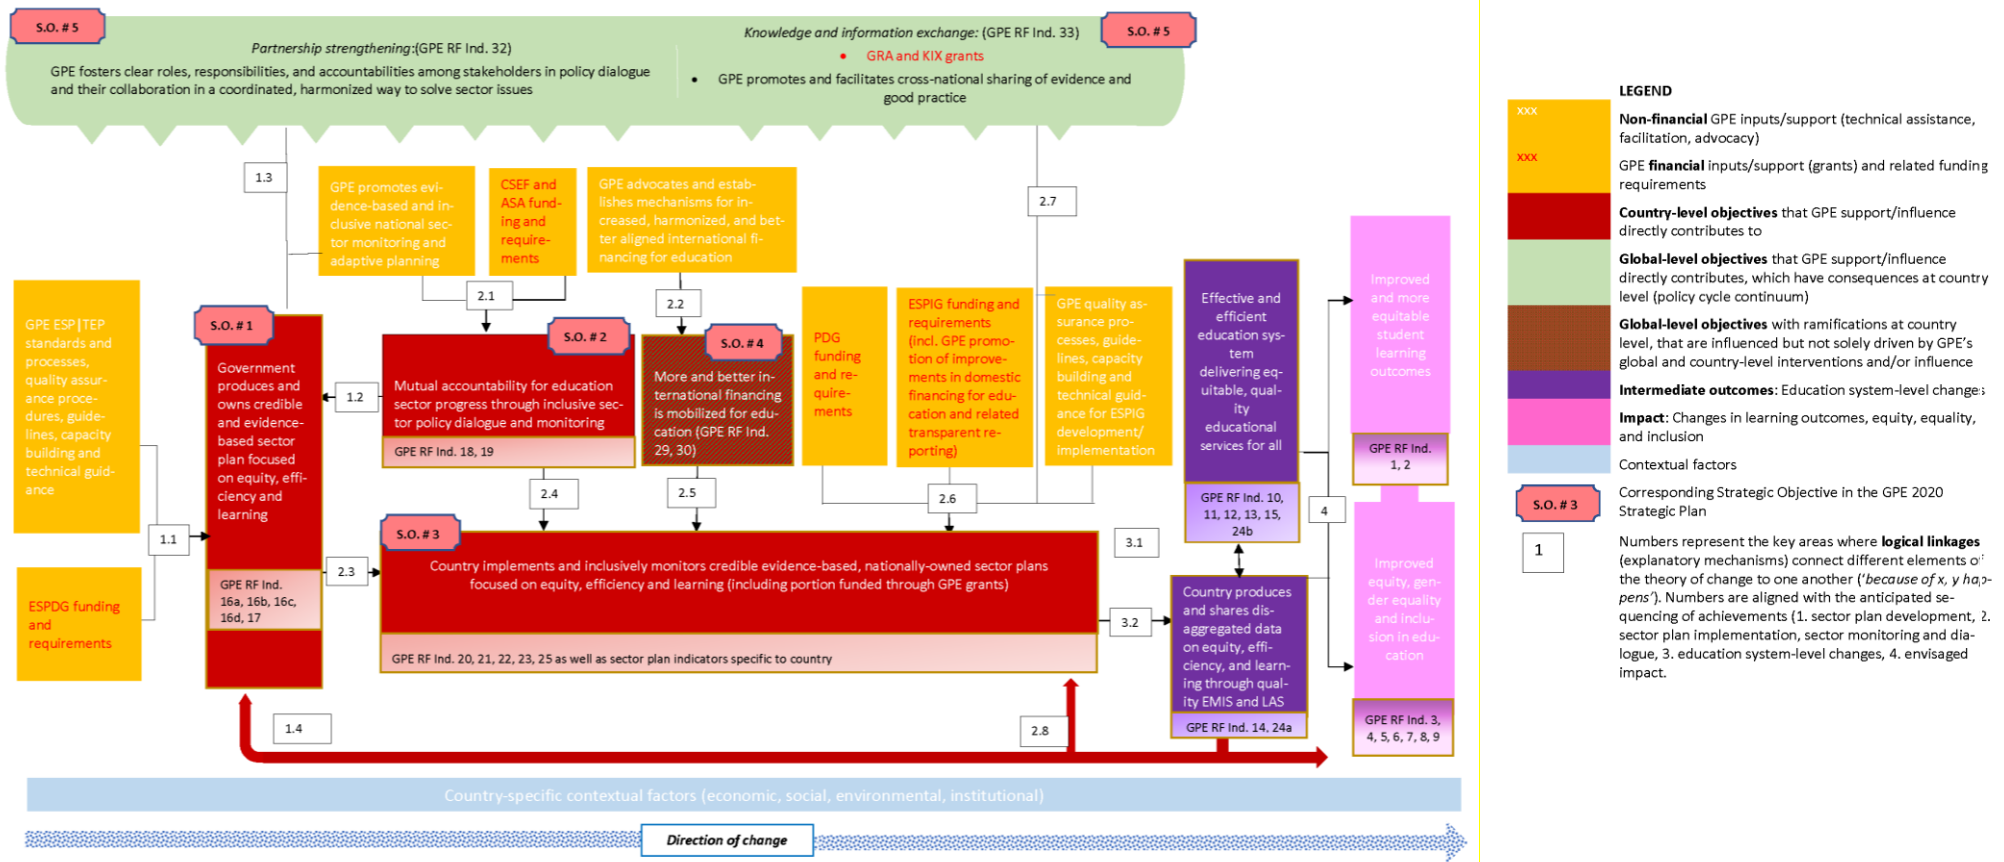 S.O. # 5
Partnership strengthening:(GPE RF Ind. 32)
GPE fosters clear roles, responsibilities, and accountabilities among stakeholders in policy dialogue
and their collaboration in a coordinated, harmonized way to solve sector issues
Knowledge and information exchange: (GPE RF Ind. 33)
• GRA and KIX grants
• GPE promotes and facilitates cross-national sharing of evidence and
good practice
S.O. # 5
1.3
GPE promotes evi-
dence-based and in-
clusive national sec-
tor monitoring and
adaptive planning
CSEF and
ASA fund-
ing and
require-
ments
GPE advocates and estab-
lishes mechanisms for in-
creased, harmonized, and bet-
ter aligned international fi-
nancing for education
2.7
2.1
2.2
GPE ESP|TEP
standards and
processes,
quality assur-
ance proce-
dures, guide-
lines, capacity
building and
technical guid-
ance
1.1
ESPDG funding
and
requirements
S.O. # 1
Government
produces and
owns credible
and evidence-
based sector
plan focused
on equity, effi-
ciency and
learning
GPE RF Ind.
16a, 16b, 16c,
16d, 17
1.2
S.O. # 2
Mutual accountability for education
sector progress through inclusive sec-
tor policy dialogue and monitoring
GPE RF Ind. 18, 19
S.O. # 4
More and better in-
ternational financing
is mobilized for edu-
cation (GPE RF Ind.
29, 30)
PDG
funding
and re-
quire-
ments
ESPIG funding and
requirements
(incl. GPE promo-
tion of improve-
ments in domestic
financing for edu-
cation and related
transparent re-
porting)
GPE quality as-
surance pro-
cesses, guide-
lines, capacity
building and
technical guid-
ance for ESPIG
development/
implementation
2.4
2.5
2.6
2.3
S.O. # 3
Country implements and inclusively monitors credible evidence-based, nationally-owned sector plans
focused on equity, efficiency and learning (including portion funded through GPE grants)
GPE RF Ind. 20, 21, 22, 23, 25 as well as sector plan indicators specific to country
3.1
3.2
Effective and
efficient
education sys-
tem
delivering eq-
uitable, qual-
ity
educational
services for all
GPE RF Ind. 10,
11, 12, 13, 15,
24b
Country produces
and shares dis-
aggregated data
on equity, effi-
ciency, and learn-
ing through qual-
ity EMIS and LAS
GPE RF Ind. 14, 24a
4
Improved
and more
equitable
student
learning
outcomes
GPE RF Ind.
1, 2
Improved
equity, gen-
der equality
and inclu-
sion in edu-
cation
GPE RF Ind. 3,
4, 5, 6, 7, 8, 9
1.4
2.8
Country-specific contextual factors (economic, social, environmental, institutional)
Direction of change
LEGEND
xxx
Non-financial GPE inputs/support (technical assistance,
facilitation, advocacy)
xxx
GPE financial inputs/support (grants) and related funding
requirements
Country-level objectives that GPE support/influence
directly contributes to
Global-level objectives that GPE support/influence
directly contributes, which have consequences at country
level (policy cycle continuum)
Global-level objectives with ramifications at country
level, that are influenced but not solely driven by GPE's
global and country-level interventions and/or influence
Intermediate outcomes: Education system-level changes
Impact: Changes in learning outcomes, equity, equality,
and inclusion
Contextual factors
S.O. # 3
Corresponding Strategic Objective in the GPE 2020
Strategic Plan
1
Numbers represent the key areas where logical linkages
(explanatory mechanisms) connect different elements of
the theory of change to one another ('because of x, y hap-
pens'). Numbers are aligned with the anticipated se-
quencing of achievements (1. sector plan development, 2.
sector plan implementation, sector monitoring and dia-
logue, 3. education system-level changes, 4. envisaged
impact.